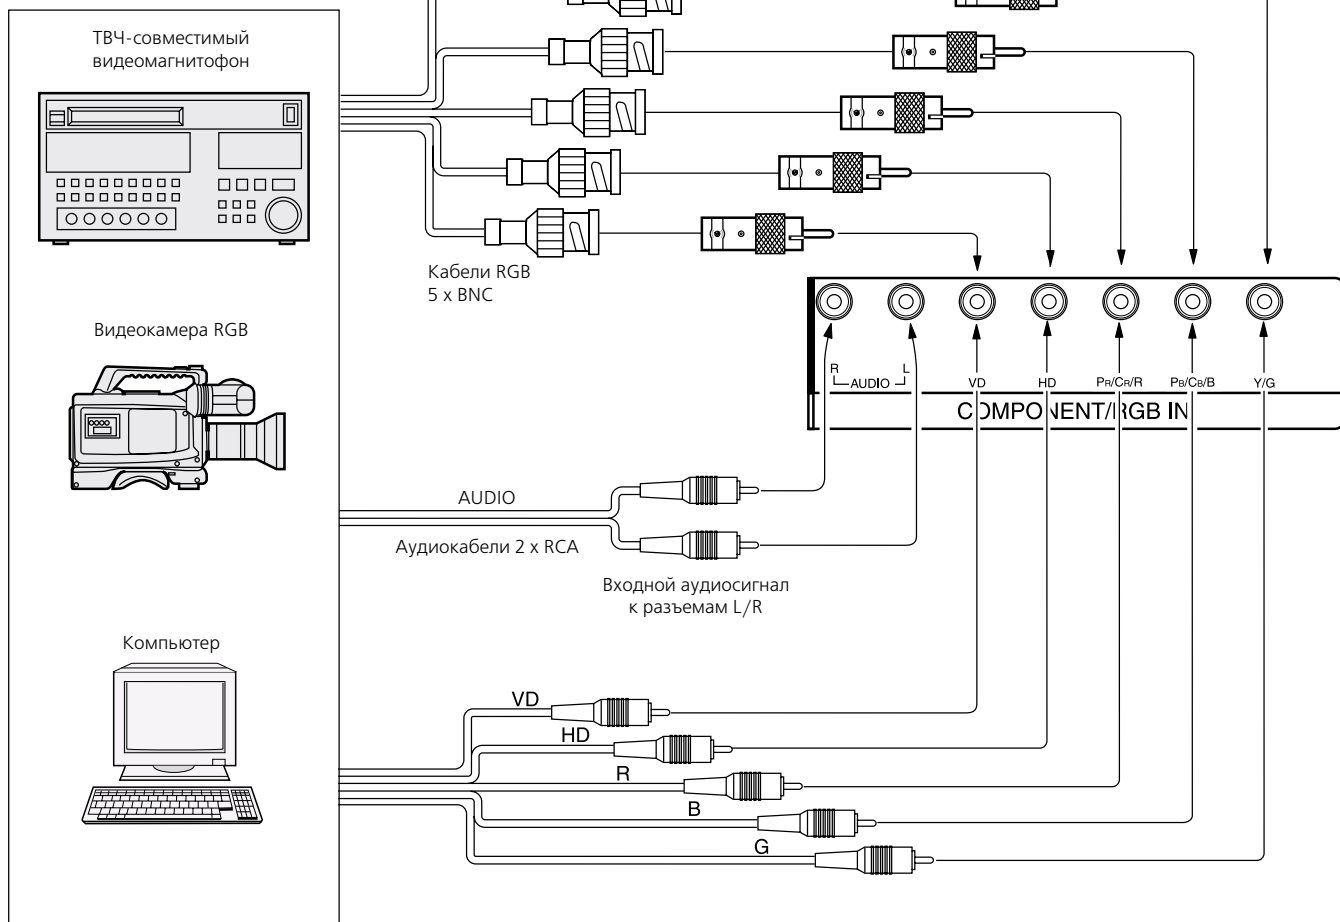 ТВЧ-совместимый
видеомагнитофон
Кабели RGB
5 x BNC
Видеокамера RGB
R
AUDIO
L
VD
HD
PR/CR/R
PB/CB/B
Y/G
COMPONENT/RGB IN
AUDIO
Аудиокабели 2 x RCA
Входной аудиосигнал
к разъемам L/R
Компьютер
VD
HD
R
B
G